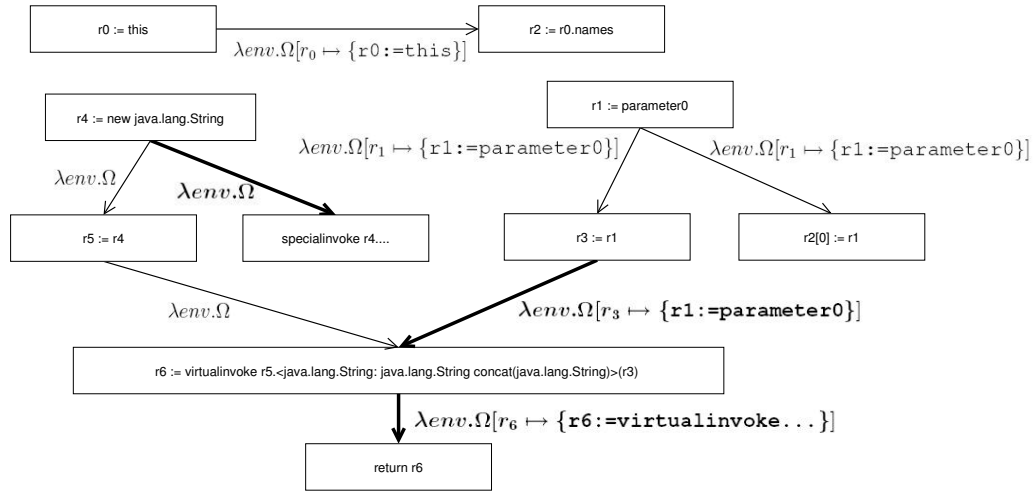 r0 := this
r2 := r0.names
λenv.Ω[r₀ ↦ {r0:=this}]
r4 := new java.lang.String
r1 := parameter0
λenv.Ω[r₁ ↦ {r1:=parameter0}]
λenv.Ω[r₁ ↦ {r1:=parameter0}]
λenv.Ω
λenv.Ω
r5 := r4
specialinvoke r4....
r3 := r1
r2[0] := r1
λenv.Ω
λenv.Ω[r₃ ↦ {r1:=parameter0}]
r6 := virtualinvoke r5.<java.lang.String: java.lang.String concat(java.lang.String)>(r3)
λenv.Ω[r₆ ↦ {r6:=virtualinvoke...}]
return r6